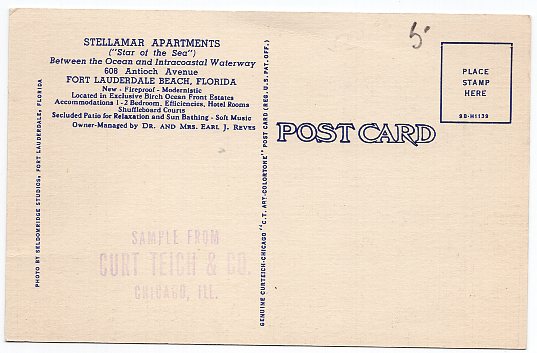 STELLAMAR APARTMENTS
("Star of the Sea")
Between the Ocean and Intracoastal Waterway
608 Antioch Avenue
FORT LAUDERDALE BEACH, FLORIDA
New - Fireproof - Modernistic
Located in Exclusive Birch Ocean Front Estates
Accommodations 1-2 Bedroom, Efficiencies, Hotel Rooms
Shuffleboard Courts
Secluded Patio for Relaxation and Sun Bathing - Soft Music
Owner-Managed by DR. AND MRS. EARL J. REVES
PHOTO BY SELDOMRIDGE STUDIOS, FORT LAUDERDALE, FLORIDA
SAMPLE FROM
CURT TEICH & CO.
CHICAGO, ILL.
GENUINE CURTEICH-CHICAGO "C.T. ART-COLORTONE" POST CARD (REG. U.S. PAT. OFF.)
POST CARD
5
PLACE
STAMP
HERE
9B-H1139